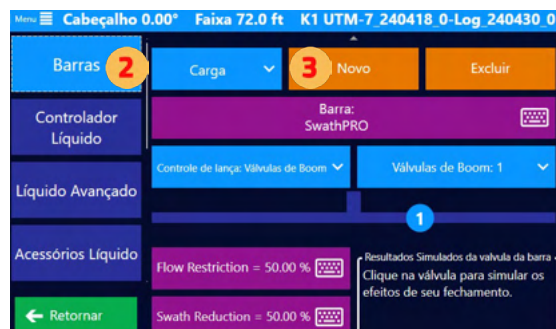 Menu Cabeçalho 0.00° Faixa 72.0 ft K1 UTM-7_240418_0-Log_240430_0
Barras 2 Carga 3 Novo Excluir
Controlador
Líquido
Barra:
SwathPRO
Controle de lança: Válvulas de Boom Válvulas de Boom: 1
Líquido Avançado
1
Acessórios Líquido
Flow Restriction = 50.00 %
Resultados Simulados da valvula da barra
Clique na válvula para simular os
efeitos de seu fechamento.
Retornar
Swath Reduction = 50.00 %